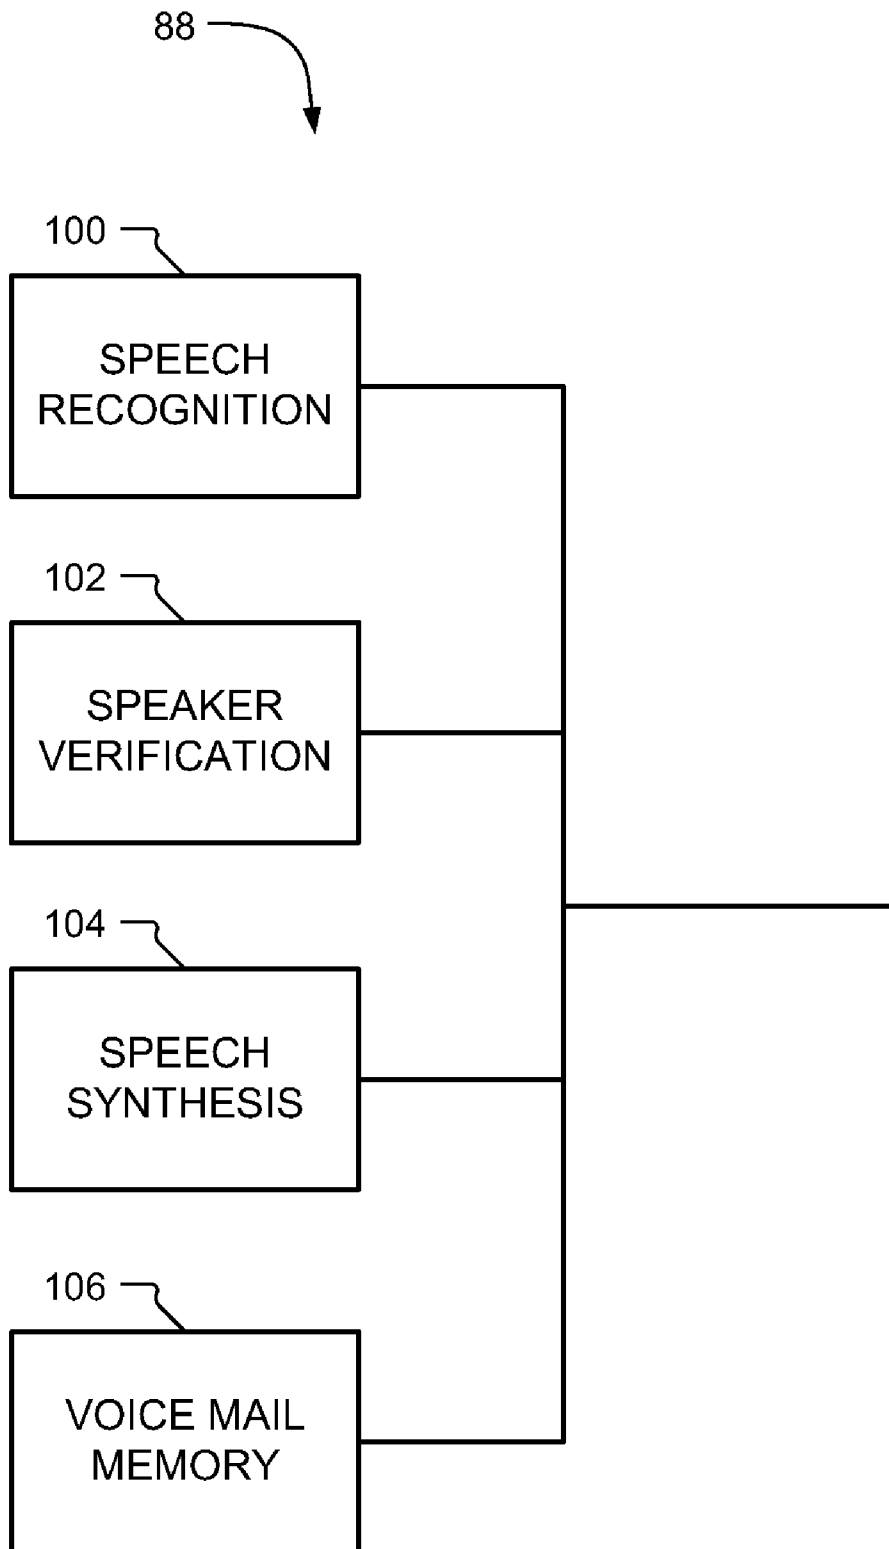 88
100
SPEECH
RECOGNITION
102
SPEAKER
VERIFICATION
104
SPEECH
SYNTHESIS
106
VOICE MAIL
MEMORY